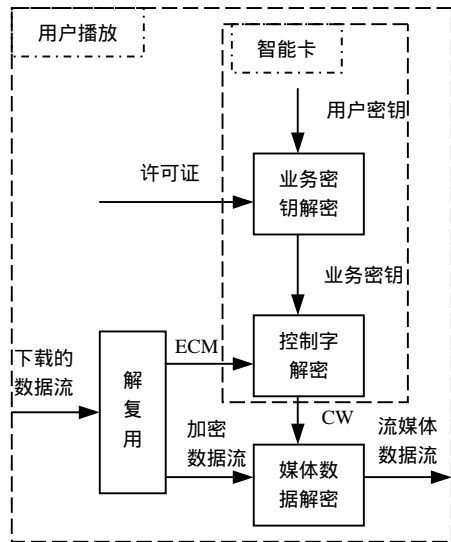 用户播放
智能卡
用户密钥
许可证
业务密
钥解密
业务密钥
下载的
数据流
解
复
用
ECM
控制字
解密
CW
加密
数据流
媒体数
据解密
流媒体
数据流